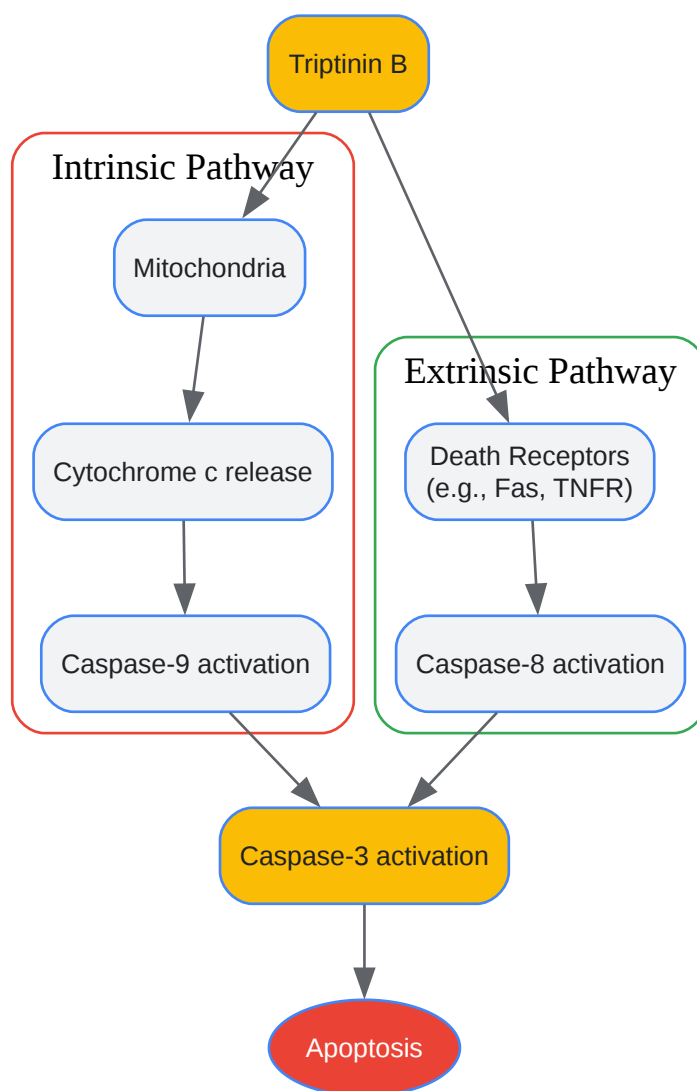 Triptinin B
Intrinsic Pathway
Mitochondria
Extrinsic Pathway
Cytochrome c release
Death Receptors
(e.g., Fas, TNFR)
Caspase-9 activation
Caspase-8 activation
Caspase-3 activation
Apoptosis